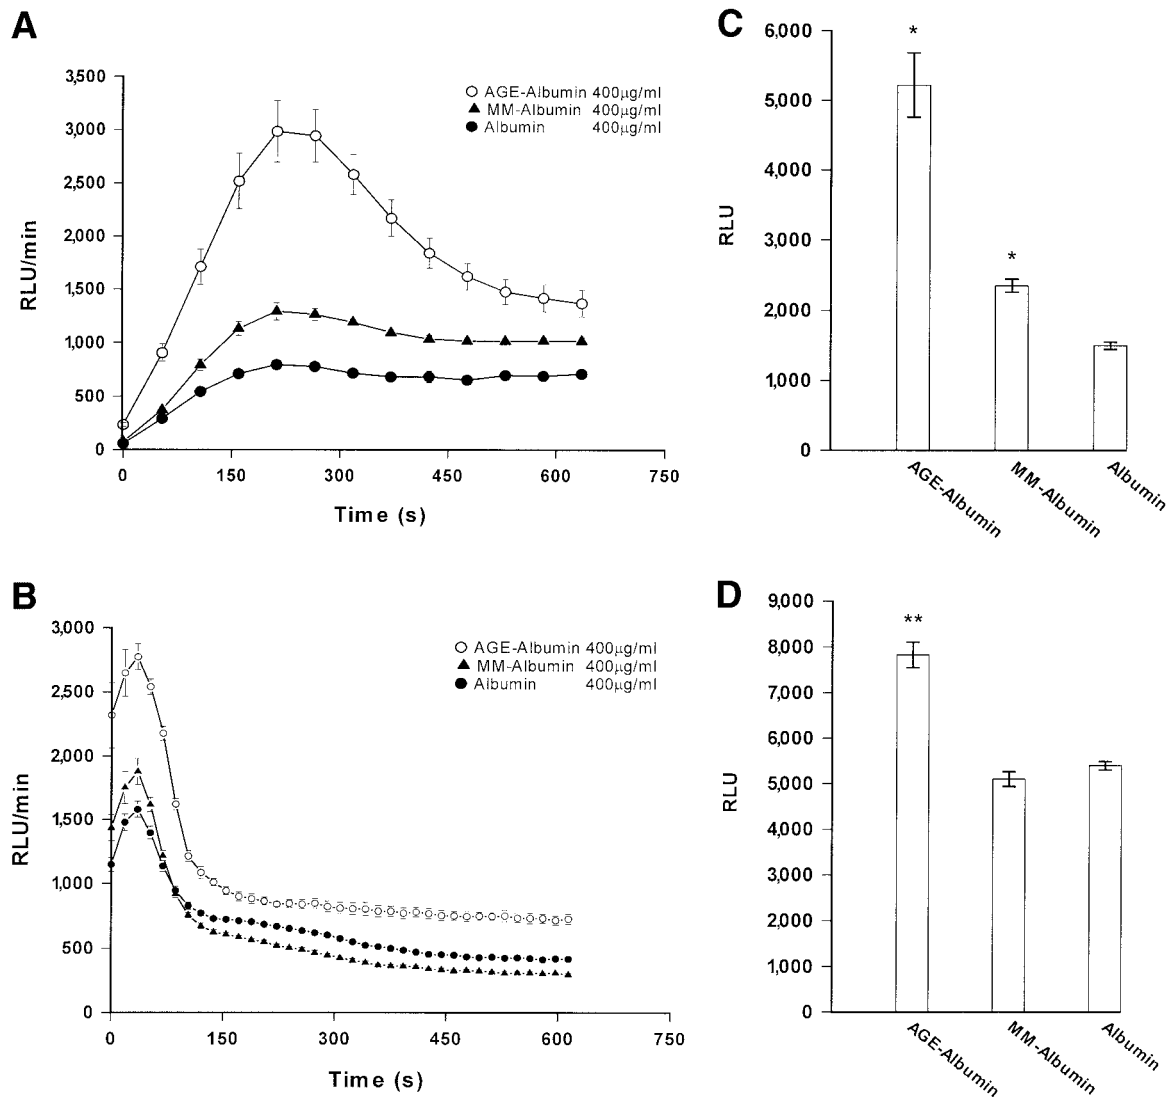 A
3,500
3,000
2,500
2,000
1,500
1,000
500
0
RLU/min
0 150 300 450 600 750
Time (s)
AGE-Albumin 400µg/ml
MM-Albumin 400µg/ml
Albumin 400µg/ml
C
6,000
5,000
4,000
3,000
2,000
1,000
0
RLU
*
*
AGE-Albumin
MM-Albumin
Albumin
B
3,000
2,500
2,000
1,500
1,000
500
0
RLU/min
0 150 300 450 600 750
Time (s)
AGE-Albumin 400µg/ml
MM-Albumin 400µg/ml
Albumin 400µg/ml
D
9,000
8,000
7,000
6,000
5,000
4,000
3,000
2,000
1,000
0
RLU
**
AGE-Albumin
MM-Albumin
Albumin